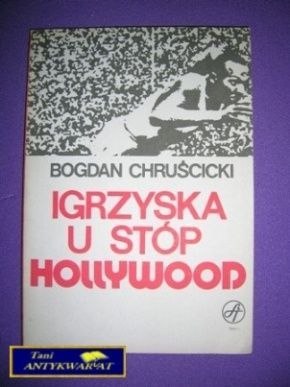 BOGDAN CHRUŚCICKI
IGRZYSKA
U STÓP
HOLLYWOOD
Tani
ANTYKWARIAT